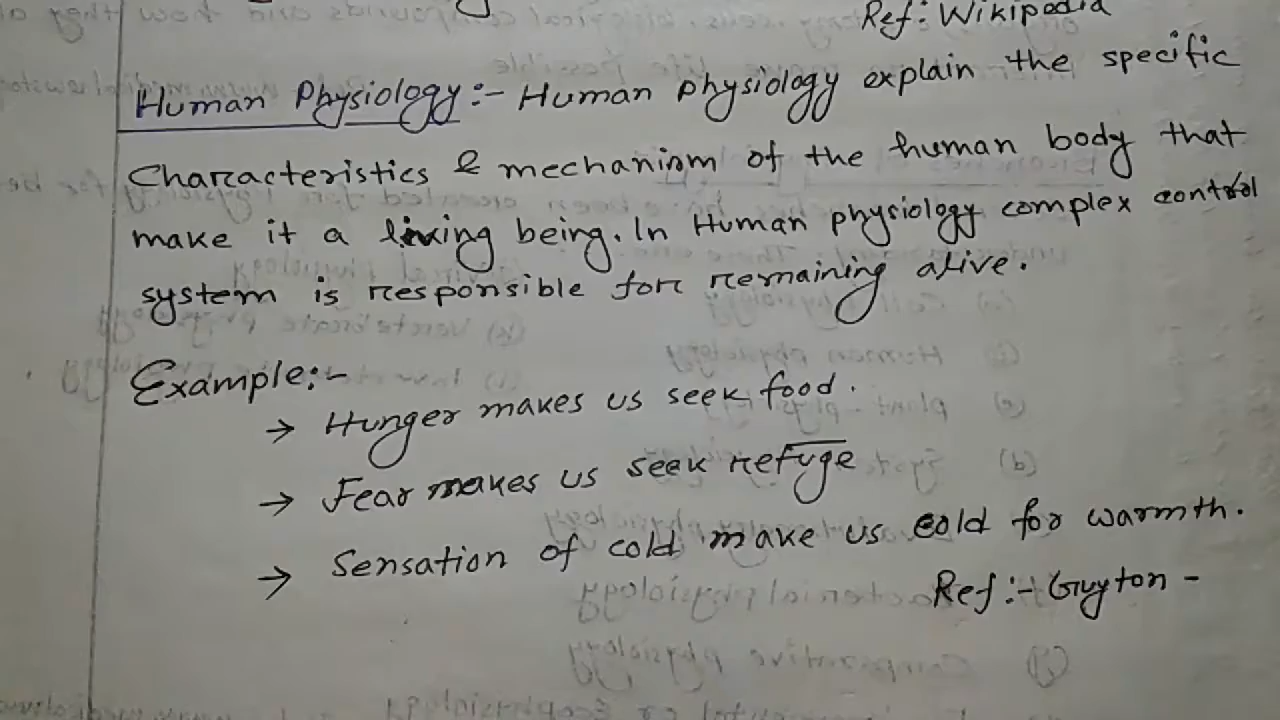 Ref: Wikipedia
Human Physiology:- Human physiology explain the specific
Characteristics & mechanism of the human body that
make it a living being. In Human physiology complex control
system is responsible for remaining alive.
Example:-
→ Hunger makes us seek food.
→ Fear makes us seek refuge
→ Sensation of cold make us cold for warmth.
Ref:- Guyton -